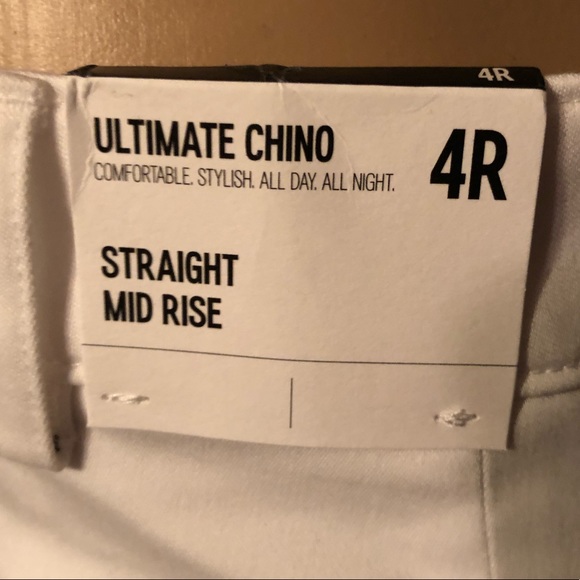 4R
ULTIMATE CHINO
COMFORTABLE. STYLISH. ALL DAY. ALL NIGHT.
4R
STRAIGHT
MID RISE